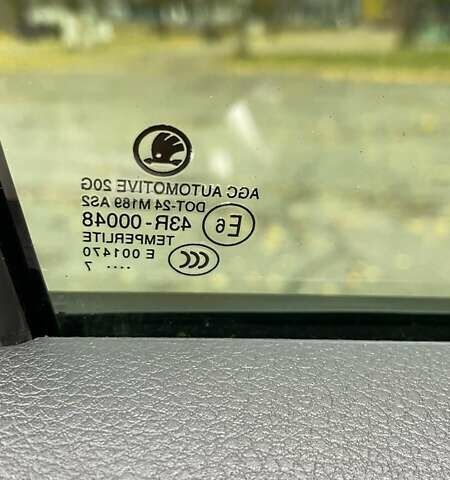 AGC AUTOMOTIVE 20G
DOT-24 M189 AS2
43R-00048 E6
TEMPERLITE
E 001470 CCC
.... 7